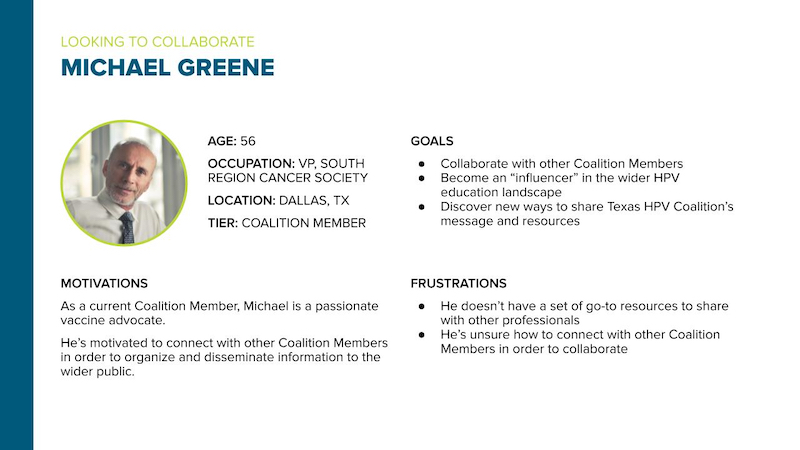 LOOKING TO COLLABORATE
MICHAEL GREENE
AGE: 56
OCCUPATION: VP, SOUTH
REGION CANCER SOCIETY
LOCATION: DALLAS, TX
TIER: COALITION MEMBER
GOALS
● Collaborate with other Coalition Members
● Become an “influencer” in the wider HPV
education landscape
● Discover new ways to share Texas HPV Coalition’s
message and resources
MOTIVATIONS
As a current Coalition Member, Michael is a passionate
vaccine advocate.
He’s motivated to connect with other Coalition Members
in order to organize and disseminate information to the
wider public.
FRUSTRATIONS
● He doesn’t have a set of go-to resources to share
with other professionals
● He’s unsure how to connect with other Coalition
Members in order to collaborate